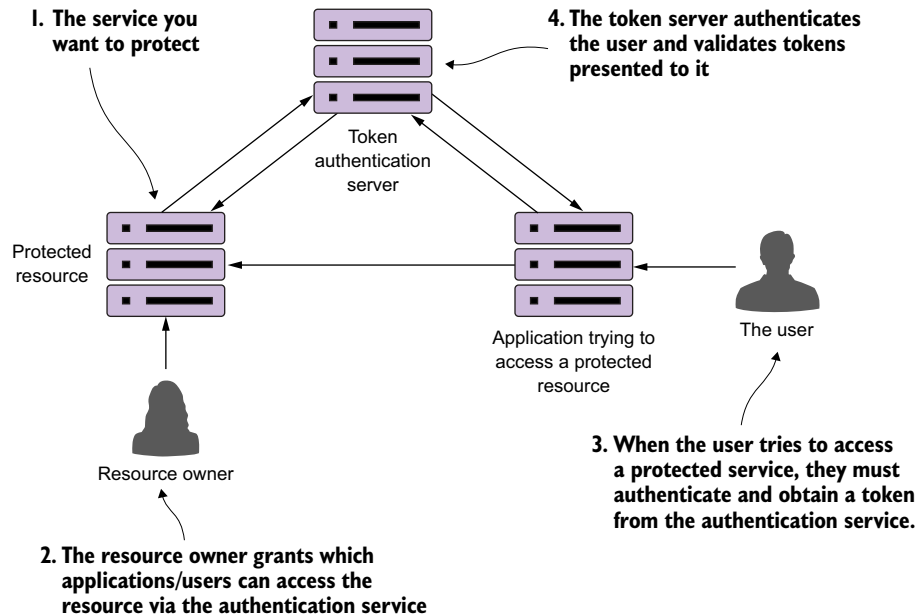 1. The service you
want to protect
4. The token server authenticates
the user and validates tokens
presented to it
Token
authentication
server
Protected
resource
Application trying to
access a protected
resource
The user
Resource owner
3. When the user tries to access
a protected service, they must
authenticate and obtain a token
from the authentication service.
2. The resource owner grants which
applications/users can access the
resource via the authentication service